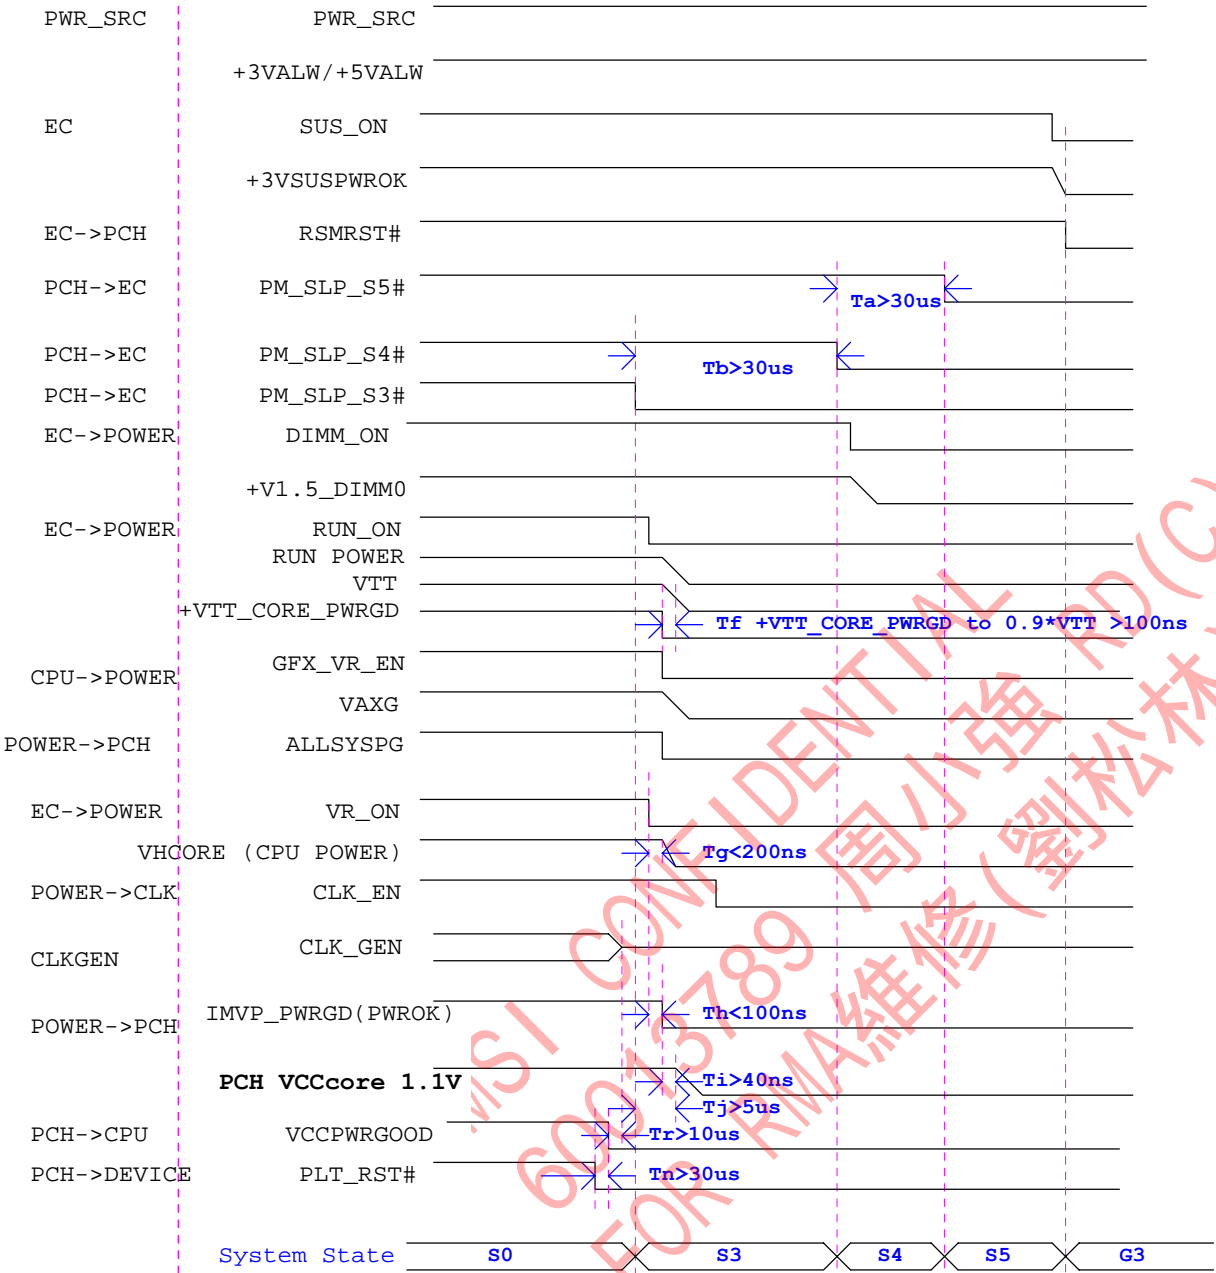 PWR_SRC PWR_SRC
+3VALW/+5VALW
EC SUS_ON
+3VSUSPWROK
EC->PCH RSMRST#
PCH->EC PM_SLP_S5#
Ta>30us
PCH->EC PM_SLP_S4#
Tb>30us
PCH->EC PM_SLP_S3#
EC->POWER DIMM_ON
+V1.5_DIMM0
EC->POWER RUN_ON
RUN POWER
VTT
+VTT_CORE_PWRGD
Tf +VTT_CORE_PWRGD to 0.9*VTT >100ns
GFX_VR_EN
CPU->POWER
VAXG
POWER->PCH ALLSYSPG
EC->POWER VR_ON
VHCORE (CPU POWER) Tg<200ns
POWER->CLK CLK_EN
CLK_GEN
CLKGEN
IMVP_PWRGD(PWROK) Th<100ns
POWER->PCH
PCH VCCcore 1.1V Ti>40ns
Tj>5us
PCH->CPU VCCPWRGOOD Tr>10us
PCH->DEVICE PLT_RST# Tn>30us
System State S0 S3 S4 S5 G3
MSI CONFIDENTIAL
60013789 周小強 RD(C)
FOR RMA維修(劉松林